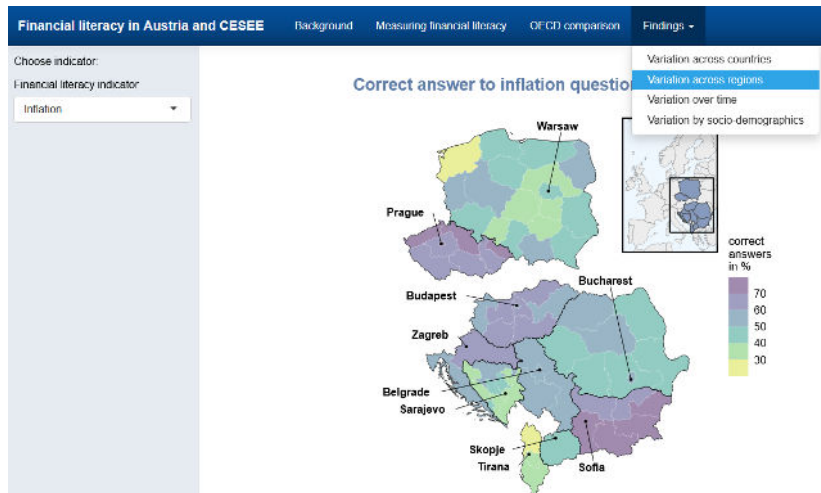 Financial literacy in Austria and CESEE Background Measuring financial literacy OECD comparison Findings
Choose indicator:
Financial literacy indicator
Inflation
Variation across countries
Variation across regions
Variation over time
Variation by socio-demographics
Correct answer to inflation
Warsaw
Prague
Budapest
Bucharest
Zagreb
Belgrade
Sarajevo
Skopje
Tirana
Sofia
correct
answers
in %
70
60
50
40
30